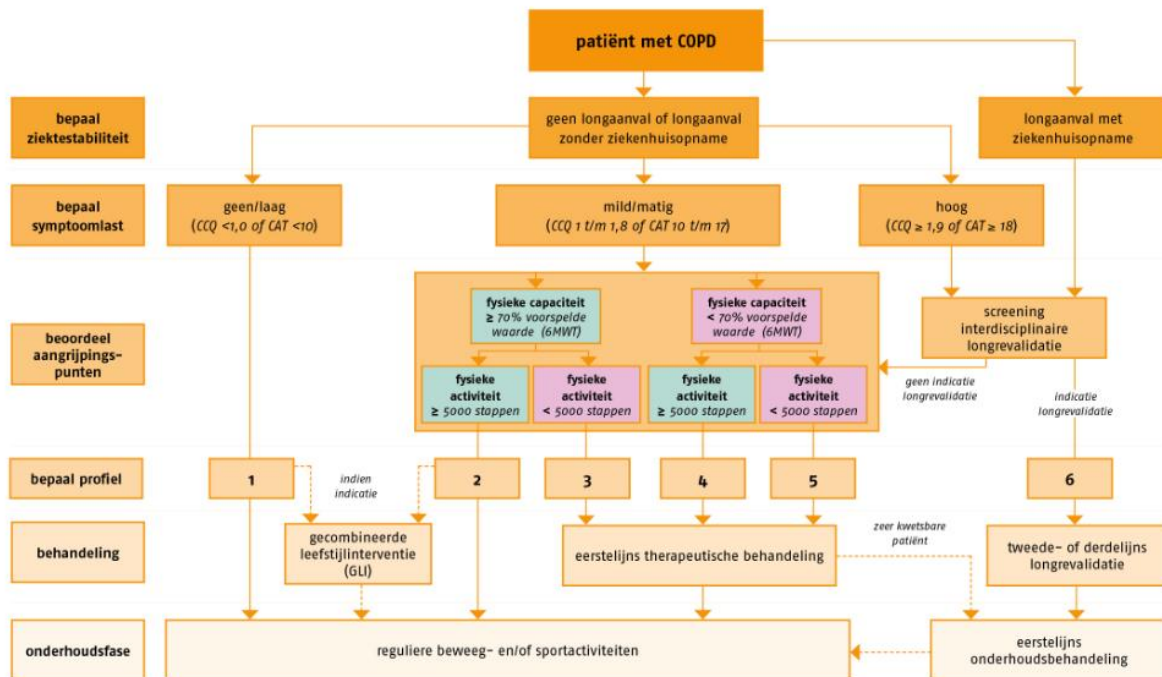 patiënt met COPD
bepaal
ziektestabiliteit
geen longaanval of longaanval
zonder ziekenhuisopname
longaanval met
ziekenhuisopname
bepaal
symptoomlast
geen/laag
(CCQ <1,0 of CAT <10)
mild/matig
(CCQ 1 t/m 1,8 of CAT 10 t/m 17)
hoog
(CCQ ≥ 1,9 of CAT ≥ 18)
beoordeel
aangrijpings-
punten
fysieke capaciteit
≥ 70% voorspelde
waarde (6MWT)
fysieke capaciteit
< 70% voorspelde
waarde (6MWT)
fysieke
activiteit
≥ 5000 stappen
fysieke
activiteit
< 5000 stappen
fysieke
activiteit
≥ 5000 stappen
fysieke
activiteit
< 5000 stappen
screening
interdisciplinaire
longrevalidatie
geen indicatie
longrevalidatie
indicatie
longrevalidatie
bepaal profiel
1
indien
indicatie
2
3
4
5
6
behandeling
gecombineerde
leefstijlinterventie
(GLI)
eerstelijns therapeutische behandeling
zeer kwetsbare
patiënt
tweede- of derdelijns
longrevalidatie
onderhoudsfase
reguliere beweeg- en/of sportactiviteiten
eerstelijns
onderhoudsbehandeling